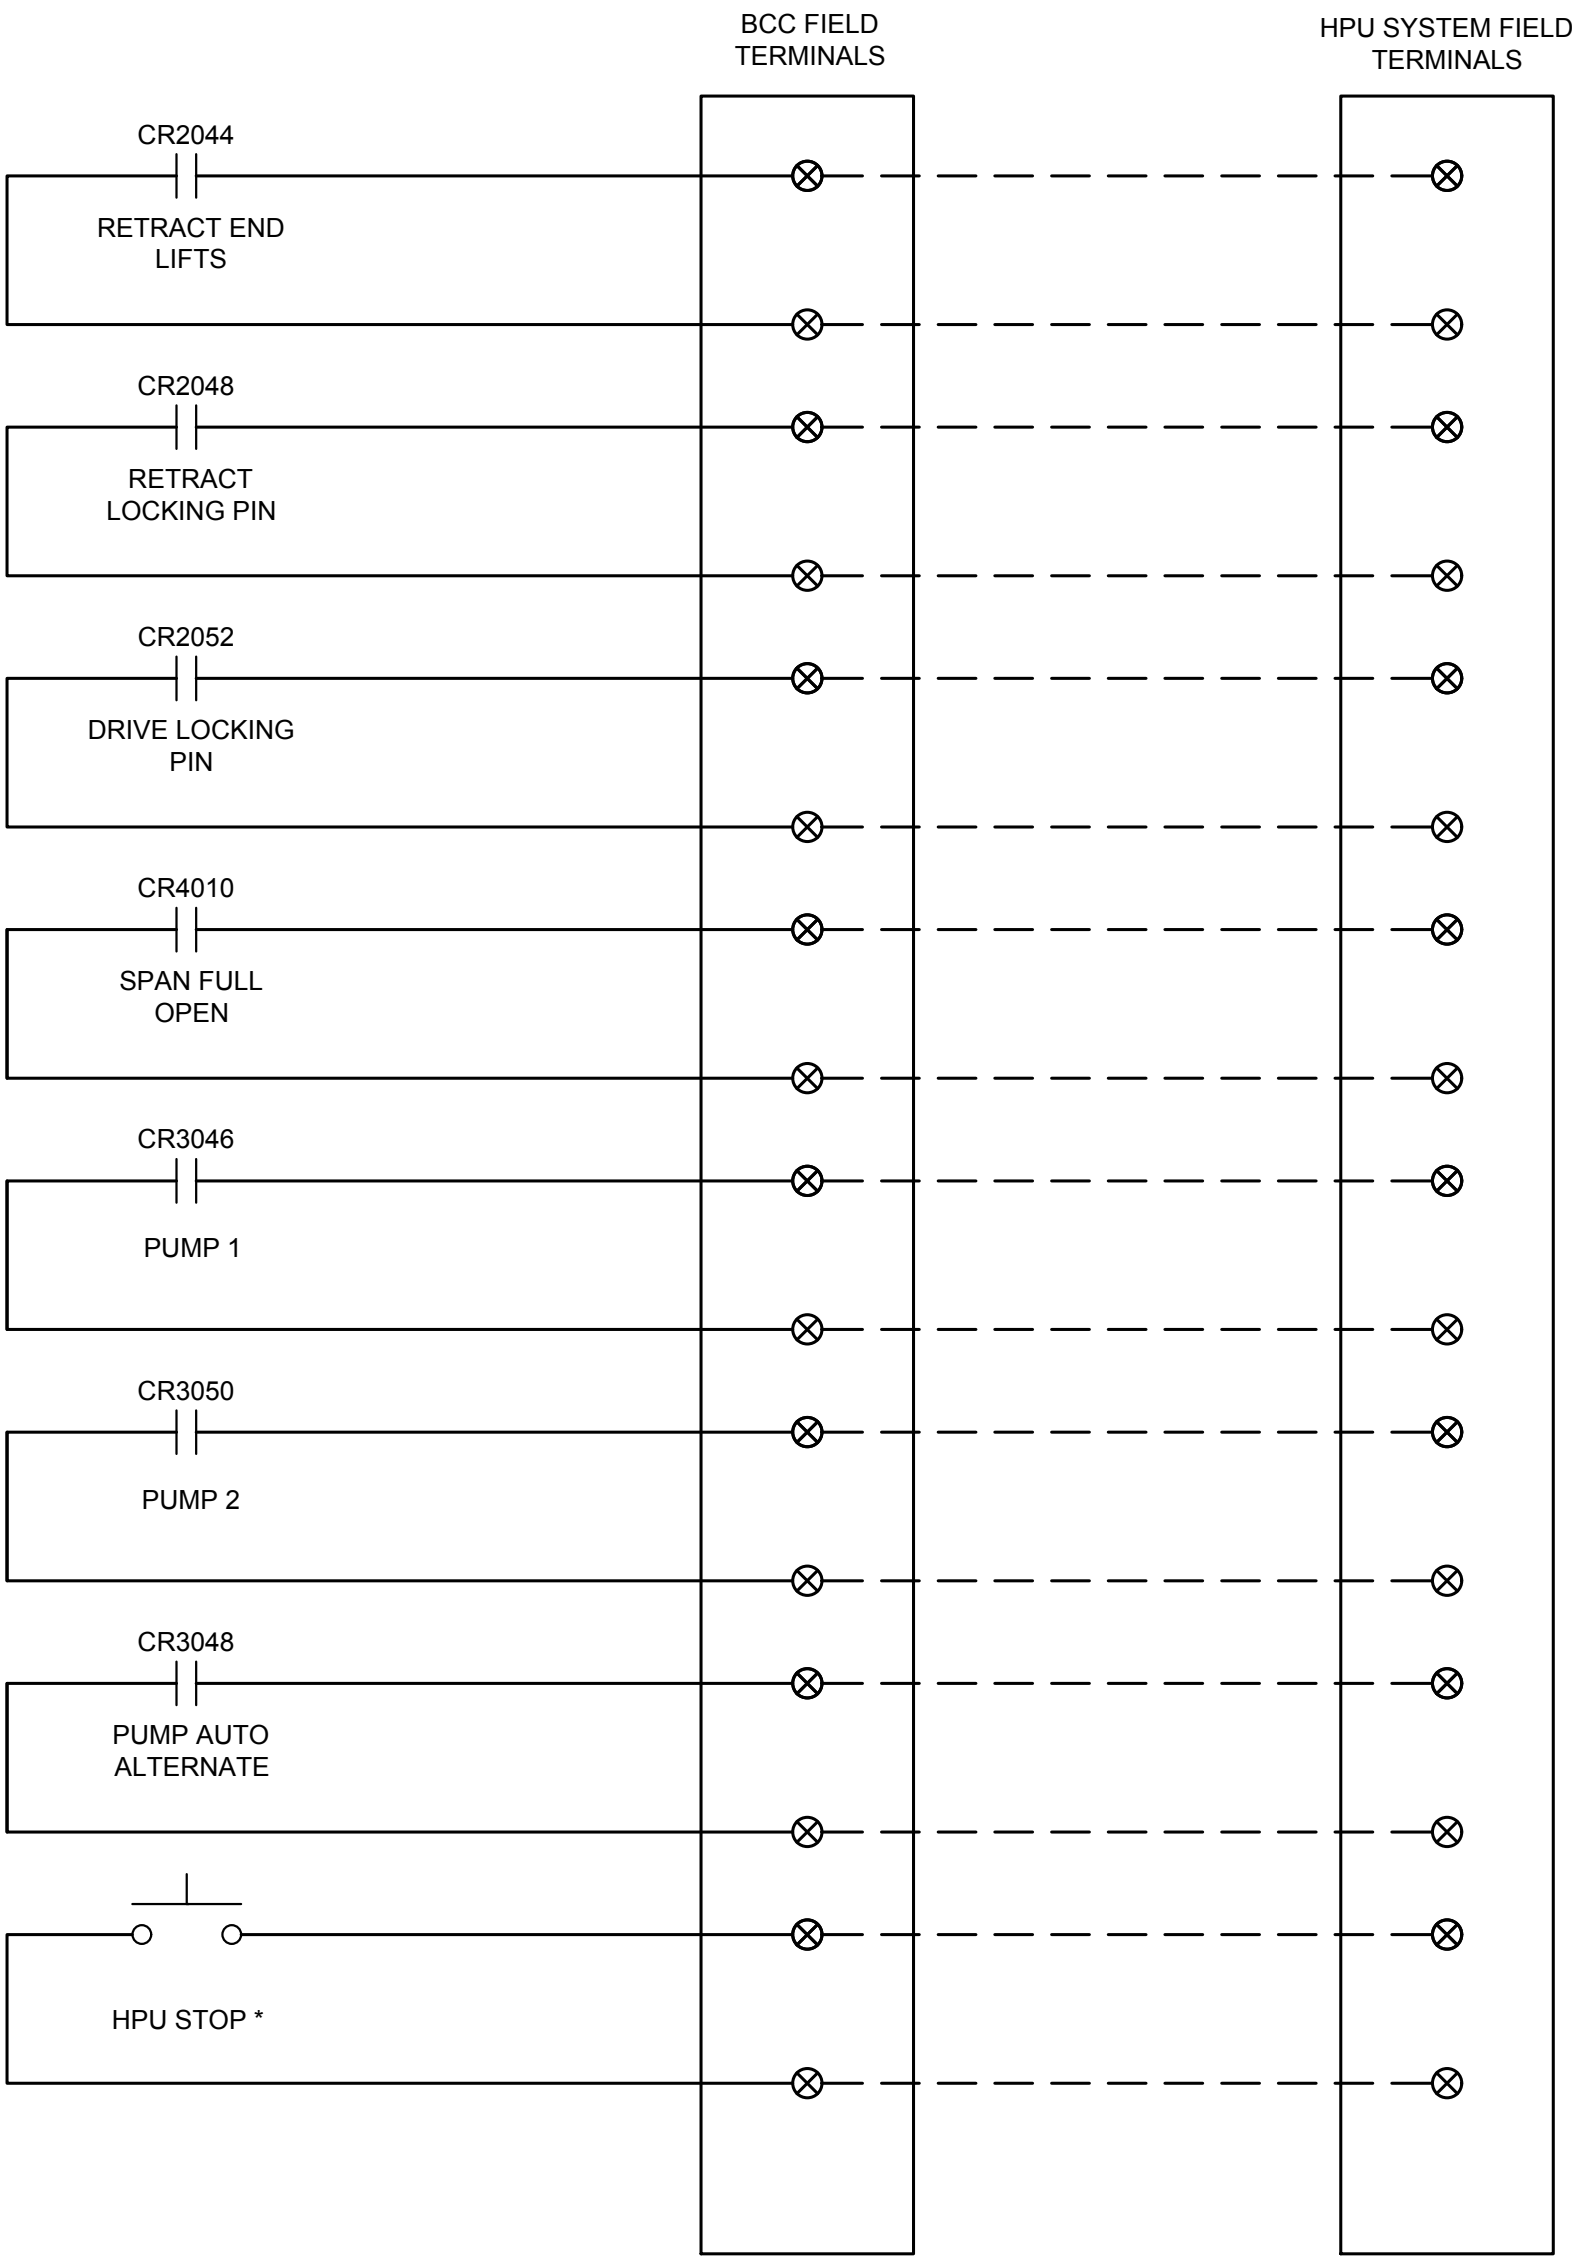 BCC FIELD
TERMINALS
HPU SYSTEM FIELD
TERMINALS
CR2044
RETRACT END
LIFTS
CR2048
RETRACT
LOCKING PIN
CR2052
DRIVE LOCKING
PIN
CR4010
SPAN FULL
OPEN
CR3046
PUMP 1
CR3050
PUMP 2
CR3048
PUMP AUTO
ALTERNATE
HPU STOP *